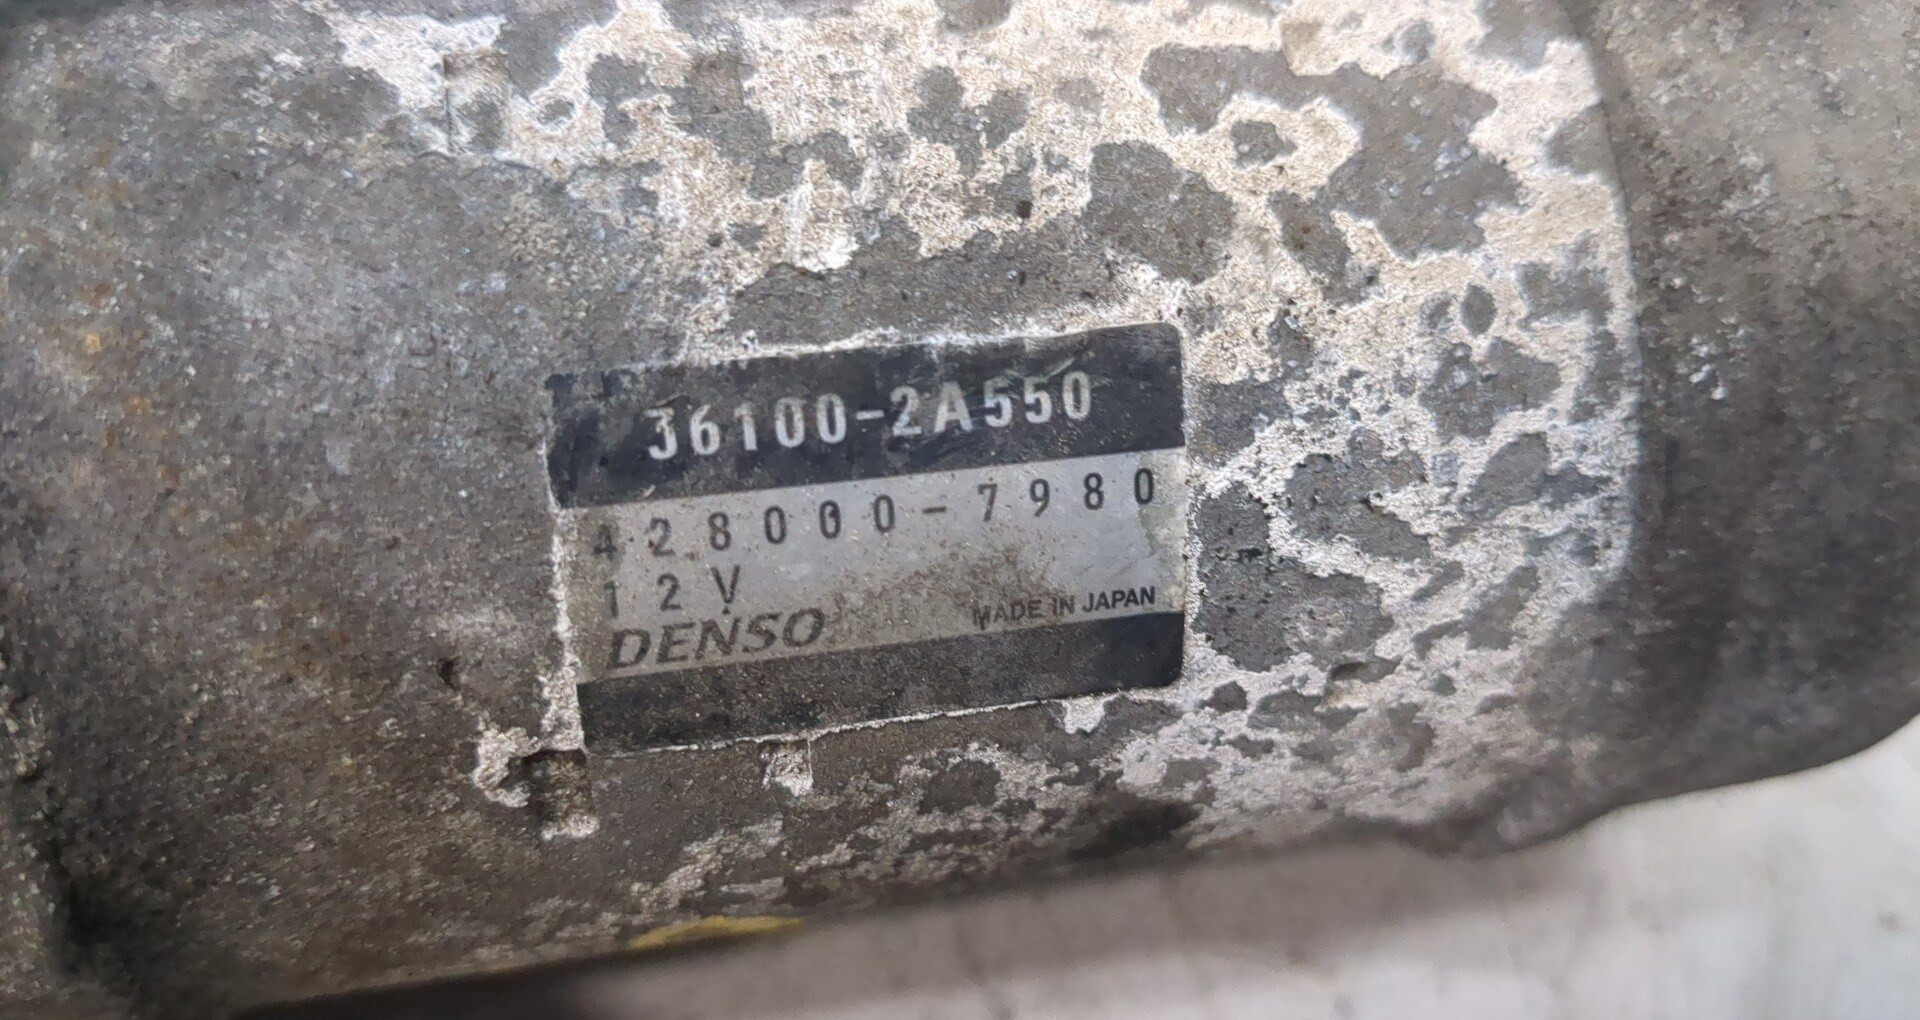 36100-2A550
428000-7980
12V
DENSO
MADE IN JAPAN